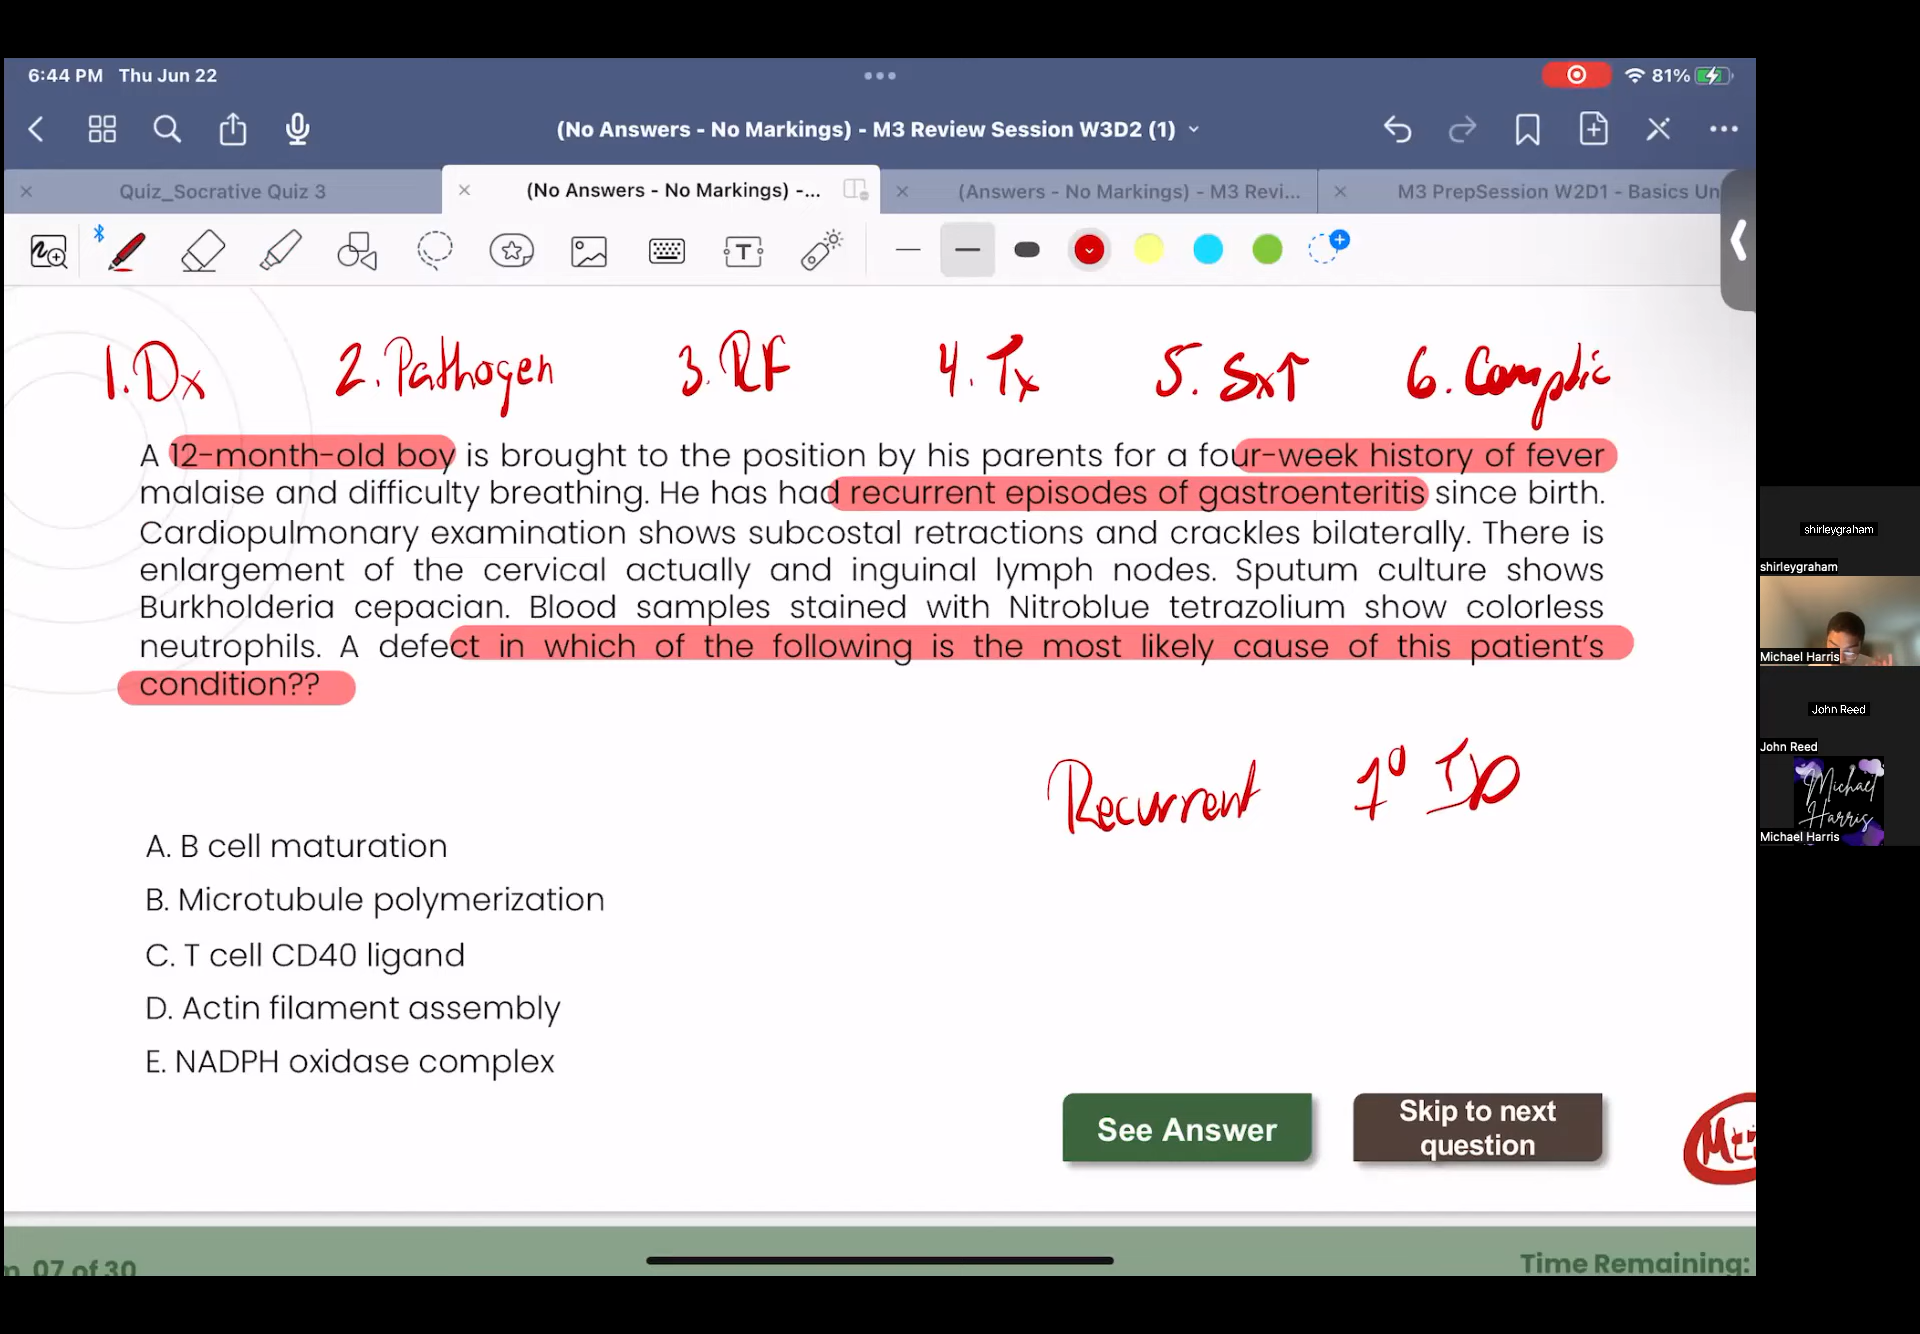 6:44 PM Thu Jun 22
81%
(No Answers - No Markings) - M3 Review Session W3D2 (1)
Quiz_Socrative Quiz 3
(No Answers - No Markings) -...
(Answers - No Markings) - M3 Revi...
M3 PrepSession W2D1 - Basics Un
T
1. Dx 2. Pathogen 3. RF 4. Tx 5. Sx↑ 6. Complic
A 12-month-old boy is brought to the position by his parents for a four-week history of fever
malaise and difficulty breathing. He has had recurrent episodes of gastroenteritis since birth.
Cardiopulmonary examination shows subcostal retractions and crackles bilaterally. There is
enlargement of the cervical actually and inguinal lymph nodes. Sputum culture shows
Burkholderia cepacian. Blood samples stained with Nitroblue tetrazolium show colorless
neutrophils. A defect in which of the following is the most likely cause of this patient's
condition??
Recurrent 1° ID
A. B cell maturation
B. Microtubule polymerization
C. T cell CD40 ligand
D. Actin filament assembly
E. NADPH oxidase complex
See Answer
Skip to next
question
07 of 30
Time Remaining:
shirleygraham
shirleygraham
Michael Harris
John Reed
John Reed
Michael
Harris
Michael Harris